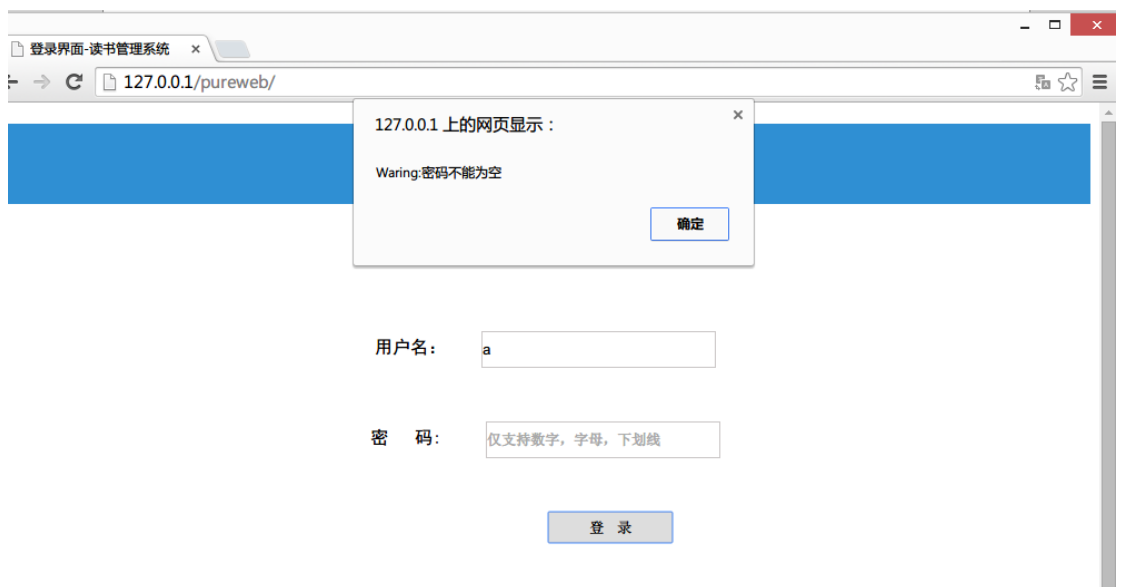 登录界面-读书管理系统
127.0.0.1/pureweb/
127.0.0.1 上的网页显示：
Waring:密码不能为空
确定
用户名： a
密 码: 仅支持数字，字母，下划线
登 录